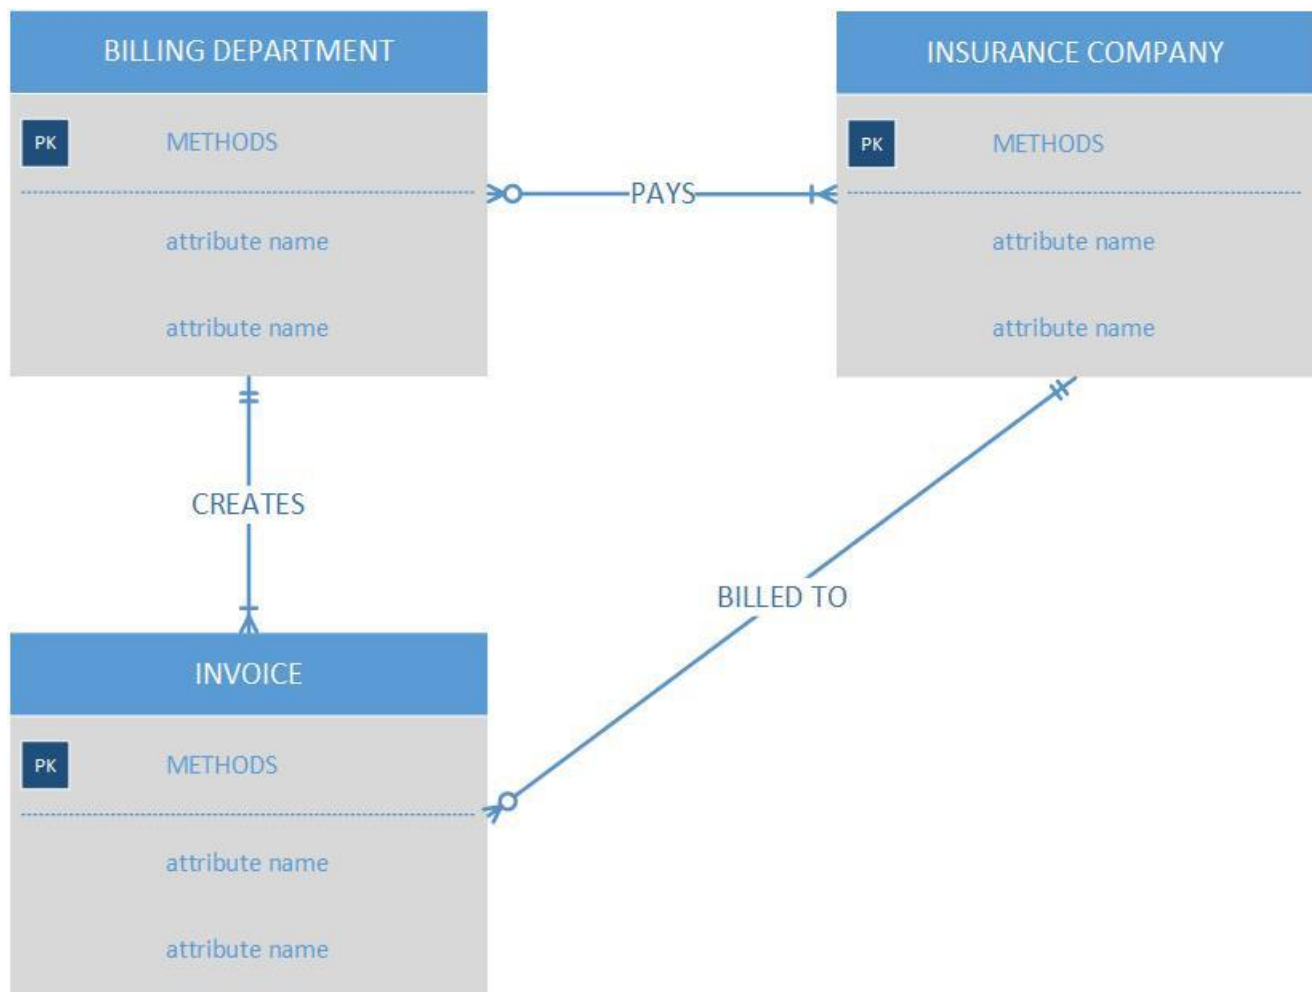 BILLING DEPARTMENT
PK METHODS
attribute name
attribute name
PAYS
INSURANCE COMPANY
PK METHODS
attribute name
attribute name
CREATES
BILLED TO
INVOICE
PK METHODS
attribute name
attribute name